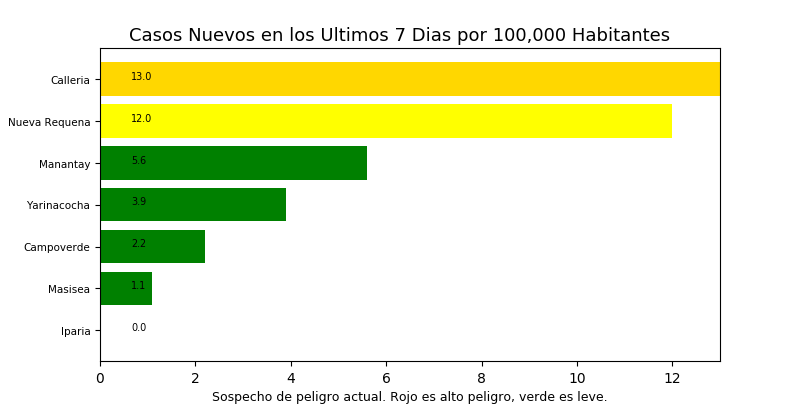 Casos Nuevos en los Ultimos 7 Dias por 100,000 Habitantes
Calleria 13.0
Nueva Requena 12.0
Manantay 5.6
Yarinacocha 3.9
Campoverde 2.2
Masisea 1.1
Iparia 0.0
0 2 4 6 8 10 12
Sospecho de peligro actual. Rojo es alto peligro, verde es leve.